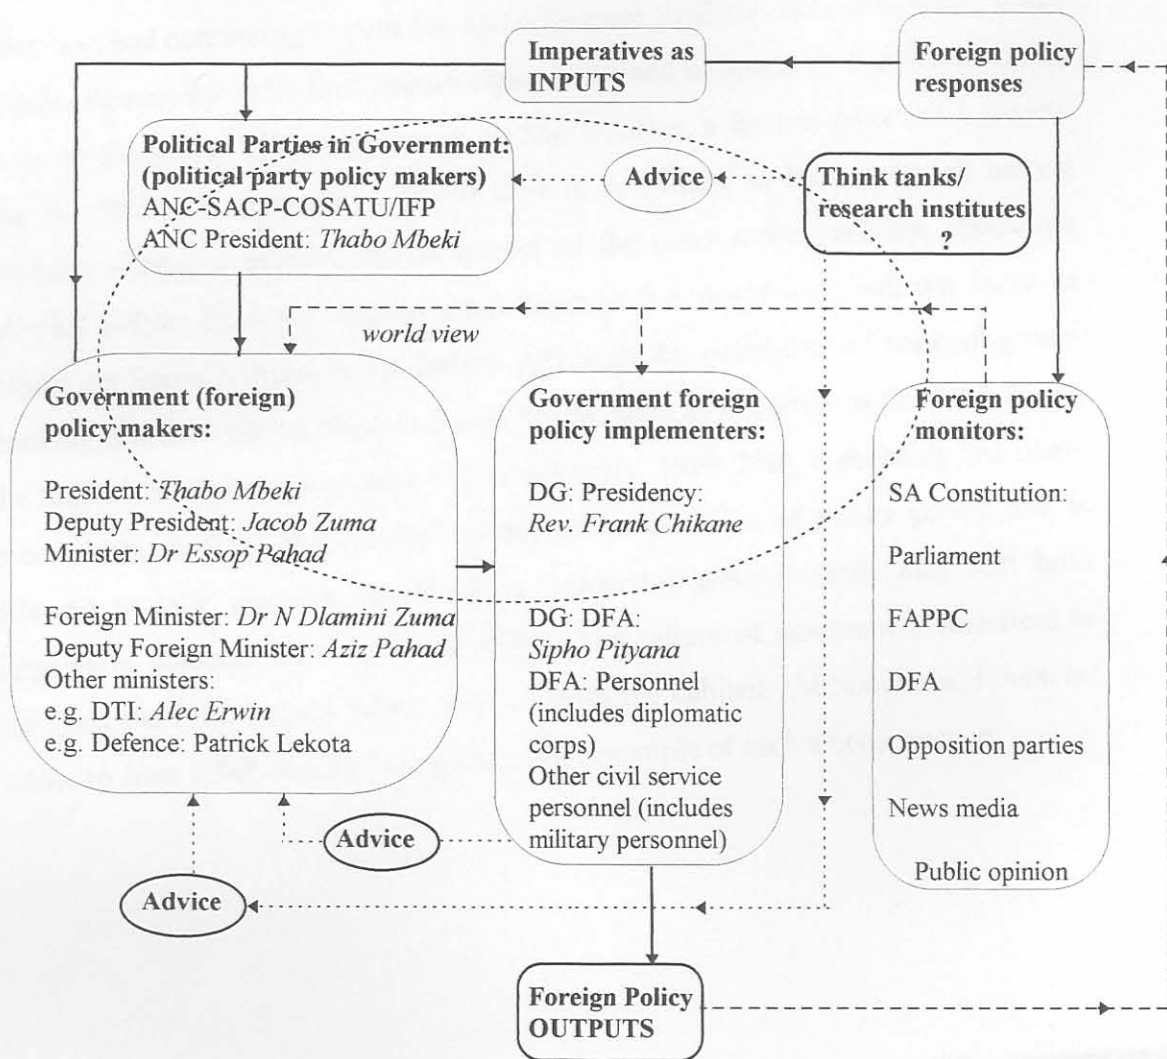 Imperatives as
INPUTS
Foreign policy
responses
Political Parties in Government:
(political party policy makers)
ANC-SACP-COSATU/IFP
ANC President: Thabo Mbeki
Advice
Think tanks/
research institutes
?
world view
Government (foreign)
policy makers:
President: Thabo Mbeki
Deputy President: Jacob Zuma
Minister: Dr Essop Pahad
Foreign Minister: Dr N Dlamini Zuma
Deputy Foreign Minister: Aziz Pahad
Other ministers:
e.g. DTI: Alec Erwin
e.g. Defence: Patrick Lekota
Government foreign
policy implementers:
DG: Presidency:
Rev. Frank Chikane
DG: DFA:
Sipho Pityana
DFA: Personnel
(includes diplomatic
corps)
Other civil service
personnel (includes
military personnel)
Foreign policy
monitors:
SA Constitution:
Parliament
FAPPC
DFA
Opposition parties
News media
Public opinion
Advice
Advice
Foreign Policy
OUTPUTS